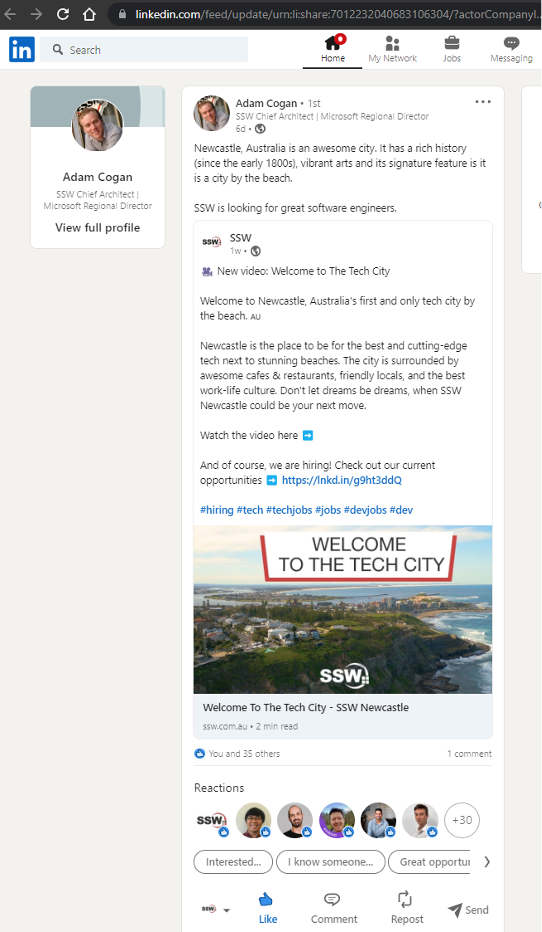 linkedin.com/feed/update/urn:li:share:7012232040683106304/?actorCompanyI...
in
Search
Home
My Network
Jobs
Messaging
Adam Cogan
SSW Chief Architect |
Microsoft Regional Director
View full profile
Adam Cogan • 1st
SSW Chief Architect | Microsoft Regional Director
6d •
Newcastle, Australia is an awesome city. It has a rich history
(since the early 1800s), vibrant arts and its signature feature is it
is a city by the beach.
SSW is looking for great software engineers.
SSW
SSW
1w •
New video: Welcome to The Tech City
Welcome to Newcastle, Australia's first and only tech city by
the beach. AU
Newcastle is the place to be for the best and cutting-edge
tech next to stunning beaches. The city is surrounded by
awesome cafes & restaurants, friendly locals, and the best
work-life culture. Don't let dreams be dreams, when SSW
Newcastle could be your next move.
Watch the video here ➡️
And of course, we are hiring! Check out our current
opportunities ➡️ https://lnkd.in/g9ht3ddQ
#hiring #tech #techjobs #jobs #devjobs #dev
WELCOME
TO THE TECH CITY
SSW
Welcome To The Tech City - SSW Newcastle
ssw.com.au • 2 min read
You and 35 others
1 comment
Reactions
SSW
+30
Interested...
I know someone...
Great opportur
SSW
Like
Comment
Repost
Send